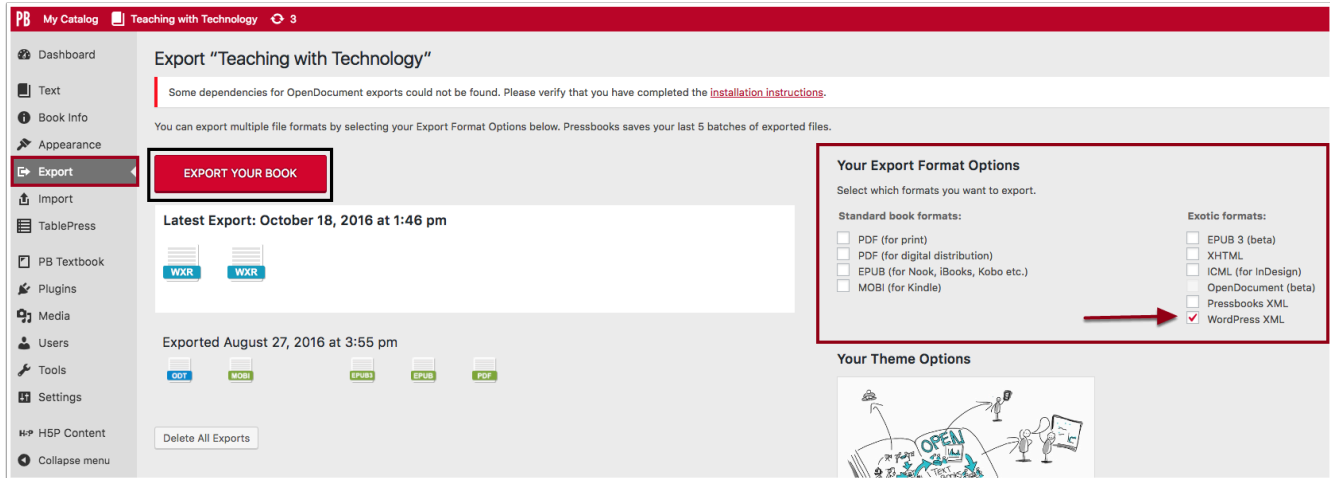 PB My Catalog Teaching with Technology 3
Dashboard
Text
Book Info
Appearance
Export
Import
TablePress
PB Textbook
Plugins
Media
Users
Tools
Settings
H-P H5P Content
Collapse menu
Export “Teaching with Technology”
Some dependencies for OpenDocument exports could not be found. Please verify that you have completed the installation instructions.
You can export multiple file formats by selecting your Export Format Options below. Pressbooks saves your last 5 batches of exported files.
EXPORT YOUR BOOK
Latest Export: October 18, 2016 at 1:46 pm
WXR WXR
Exported August 27, 2016 at 3:55 pm
ODT MOBI EPUB3 EPUB PDF
Delete All Exports
Your Export Format Options
Select which formats you want to export.
Standard book formats:
PDF (for print)
PDF (for digital distribution)
EPUB (for Nook, iBooks, Kobo etc.)
MOBI (for Kindle)
Exotic formats:
EPUB 3 (beta)
XHTML
ICML (for InDesign)
OpenDocument (beta)
Pressbooks XML
WordPress XML
Your Theme Options
OPEN
TEXT